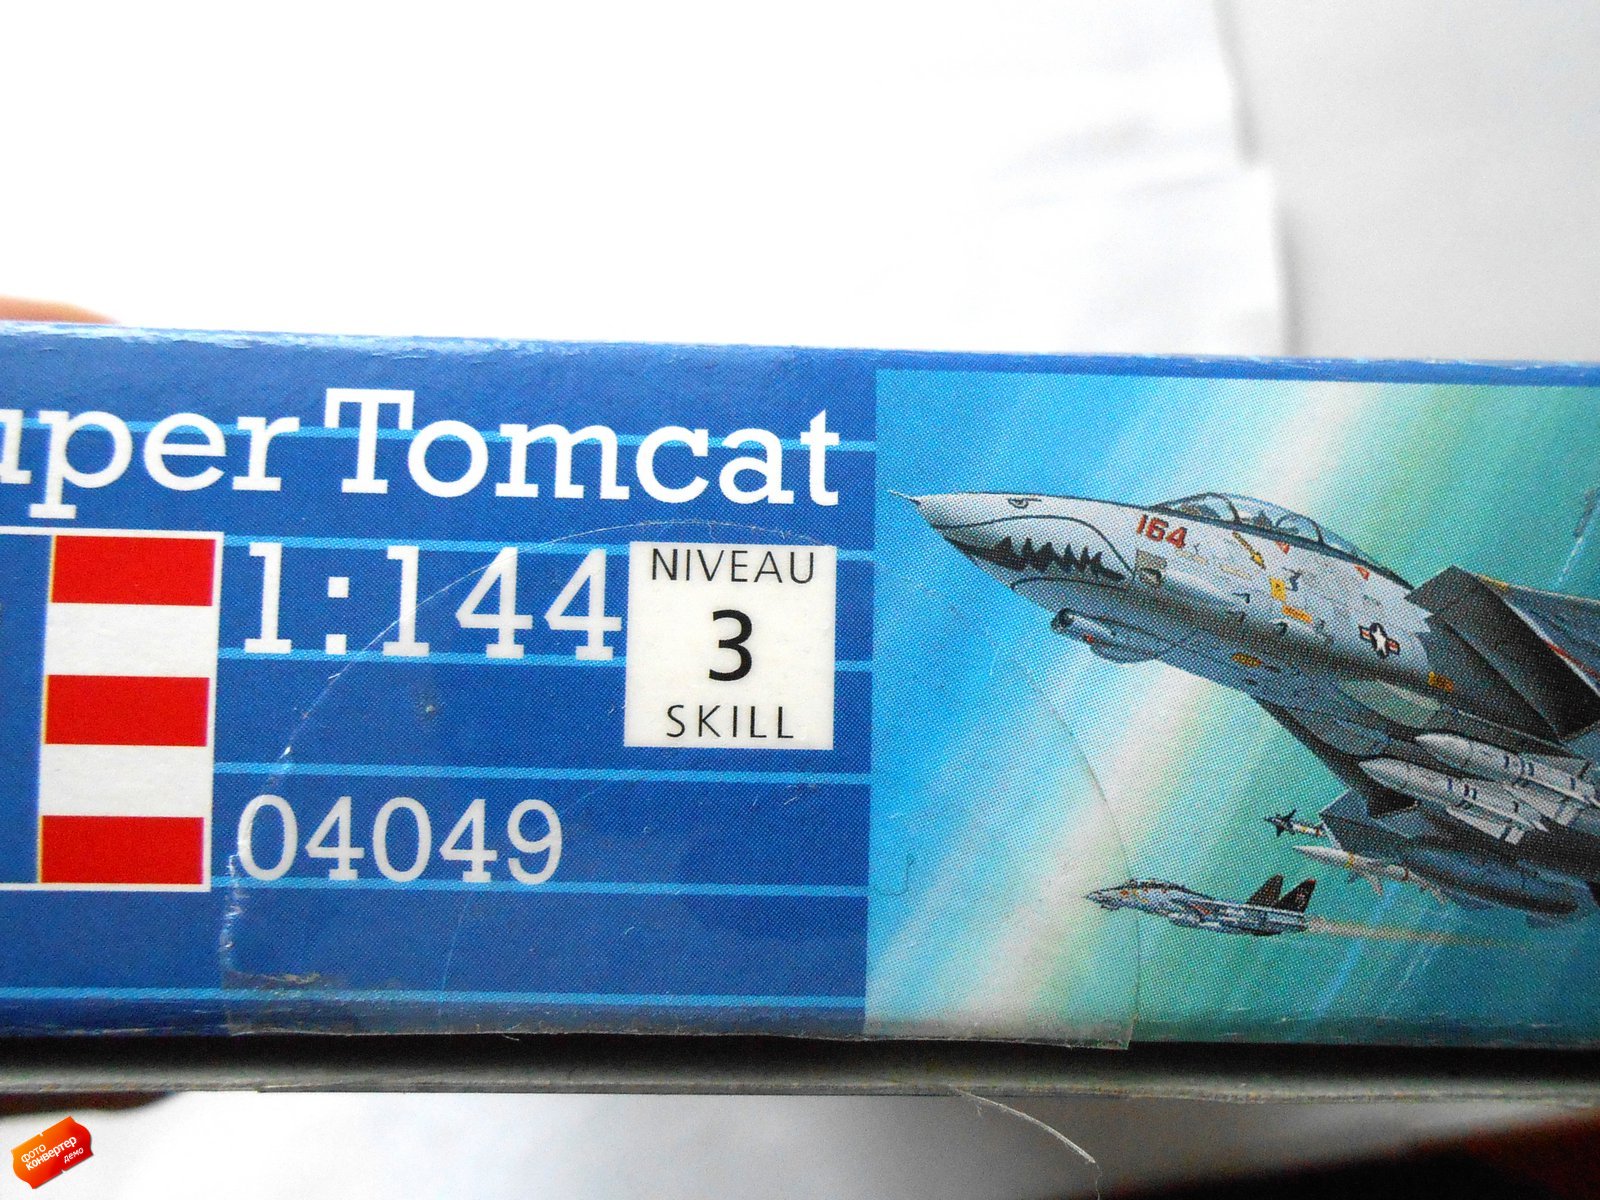 uper Tomcat
1:144
NIVEAU
3
SKILL
04049
164
фото
конвертер
демо